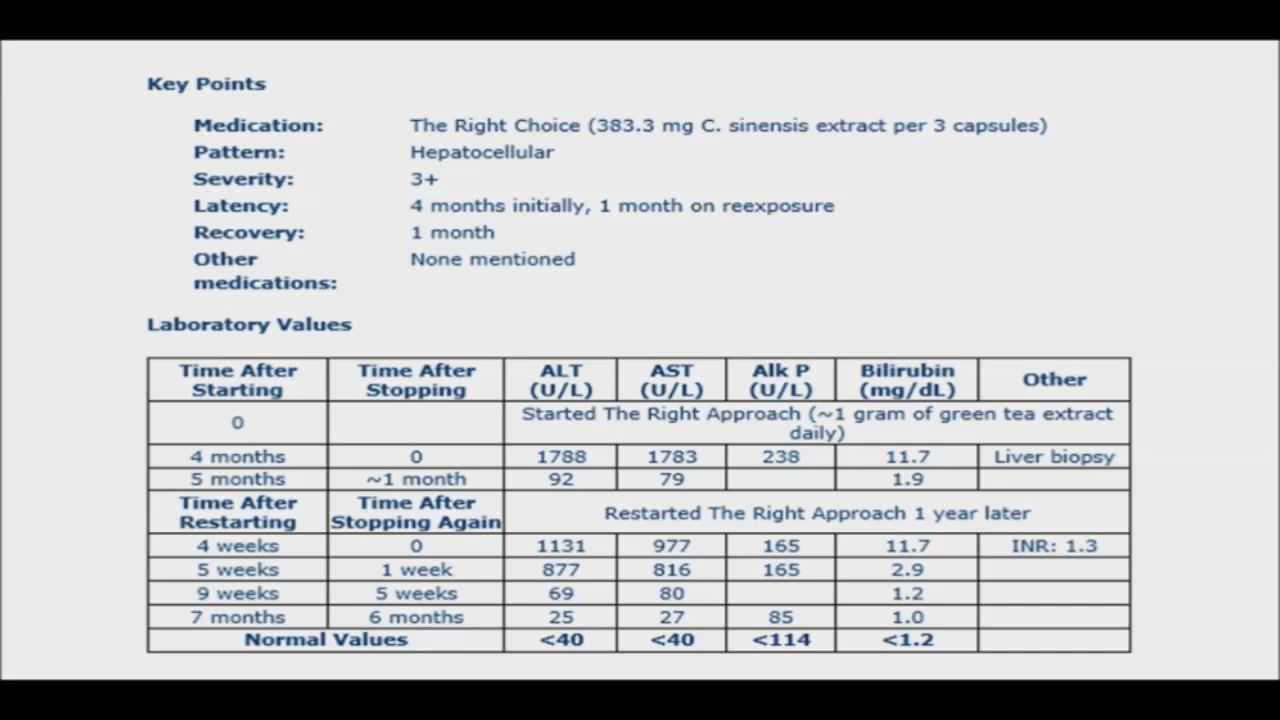 Key Points
Medication: The Right Choice (383.3 mg C. sinensis extract per 3 capsules)
Pattern: Hepatocellular
Severity: 3+
Latency: 4 months initially, 1 month on reexposure
Recovery: 1 month
Other None mentioned
medications:
Laboratory Values
Time After Time After ALT AST Alk P Bilirubin Other
Starting Stopping (U/L) (U/L) (U/L) (mg/dL)
0 Started The Right Approach (~1 gram of green tea extract
daily)
4 months 0 1788 1783 238 11.7 Liver biopsy
5 months ~1 month 92 79 1.9
Time After Time After Restarted The Right Approach 1 year later
Restarting Stopping Again
4 weeks 0 1131 977 165 11.7 INR: 1.3
5 weeks 1 week 877 816 165 2.9
9 weeks 5 weeks 69 80 1.2
7 months 6 months 25 27 85 1.0
Normal Values <40 <40 <114 <1.2